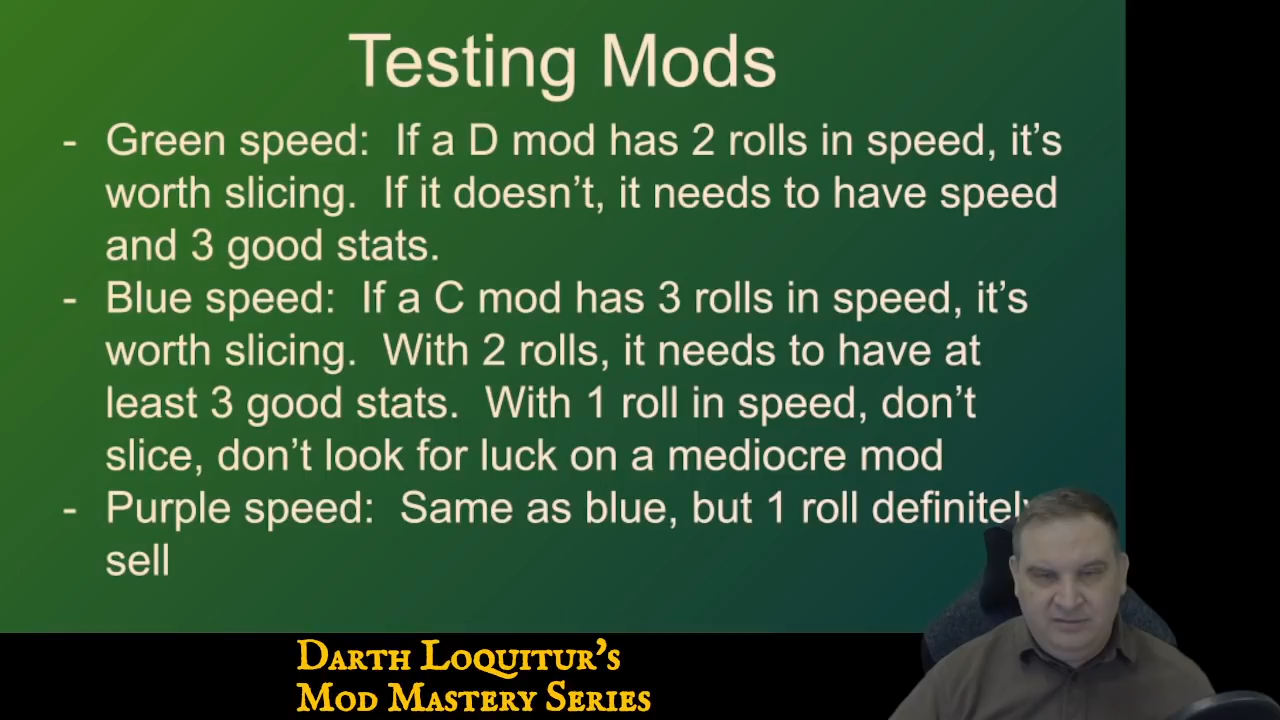 Testing Mods
- Green speed: If a D mod has 2 rolls in speed, it's
worth slicing. If it doesn't, it needs to have speed
and 3 good stats.
- Blue speed: If a C mod has 3 rolls in speed, it's
worth slicing. With 2 rolls, it needs to have at
least 3 good stats. With 1 roll in speed, don't
slice, don't look for luck on a mediocre mod
- Purple speed: Same as blue, but 1 roll definitely
sell
Darth Loquitur's
Mod Mastery Series